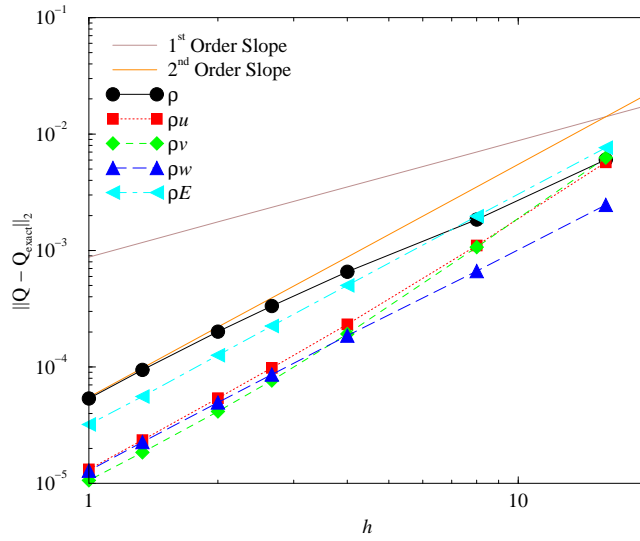 10⁻¹
1ˢᵗ Order Slope
2ⁿᵈ Order Slope
ρ
ρu
ρv
ρw
ρE
10⁻²
10⁻³
10⁻⁴
10⁻⁵
||Q − Q_exact||₂
1
10
h